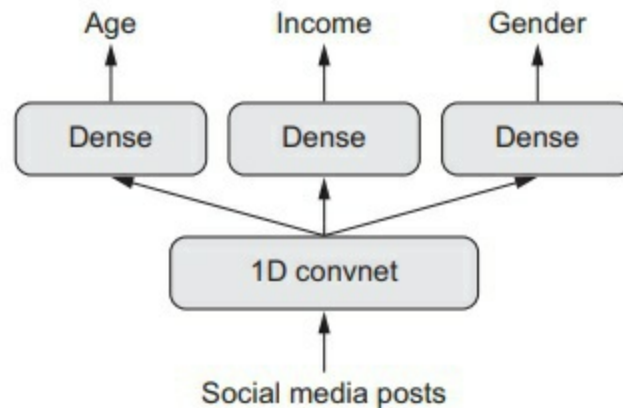 Age Income Gender
Dense Dense Dense
1D convnet
Social media posts